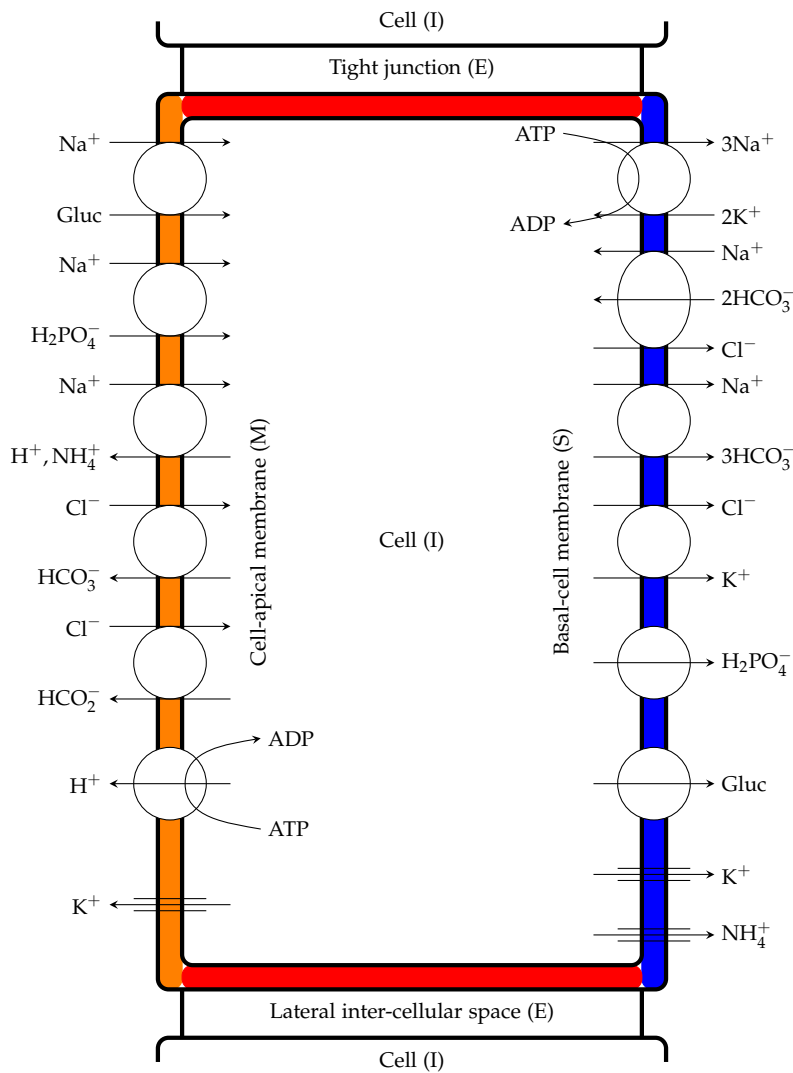 Cell (I)
Tight junction (E)
Na⁺
Gluc
Na⁺
H₂PO₄⁻
Na⁺
H⁺, NH₄⁺
Cl⁻
HCO₃⁻
Cl⁻
HCO₂⁻
H⁺
ADP
ATP
K⁺
Cell-apical membrane (M)
Cell (I)
Basal-cell membrane (S)
ATP
ADP
3Na⁺
2K⁺
Na⁺
2HCO₃⁻
Cl⁻
Na⁺
3HCO₃⁻
Cl⁻
K⁺
H₂PO₄⁻
Gluc
K⁺
NH₄⁺
Lateral inter-cellular space (E)
Cell (I)